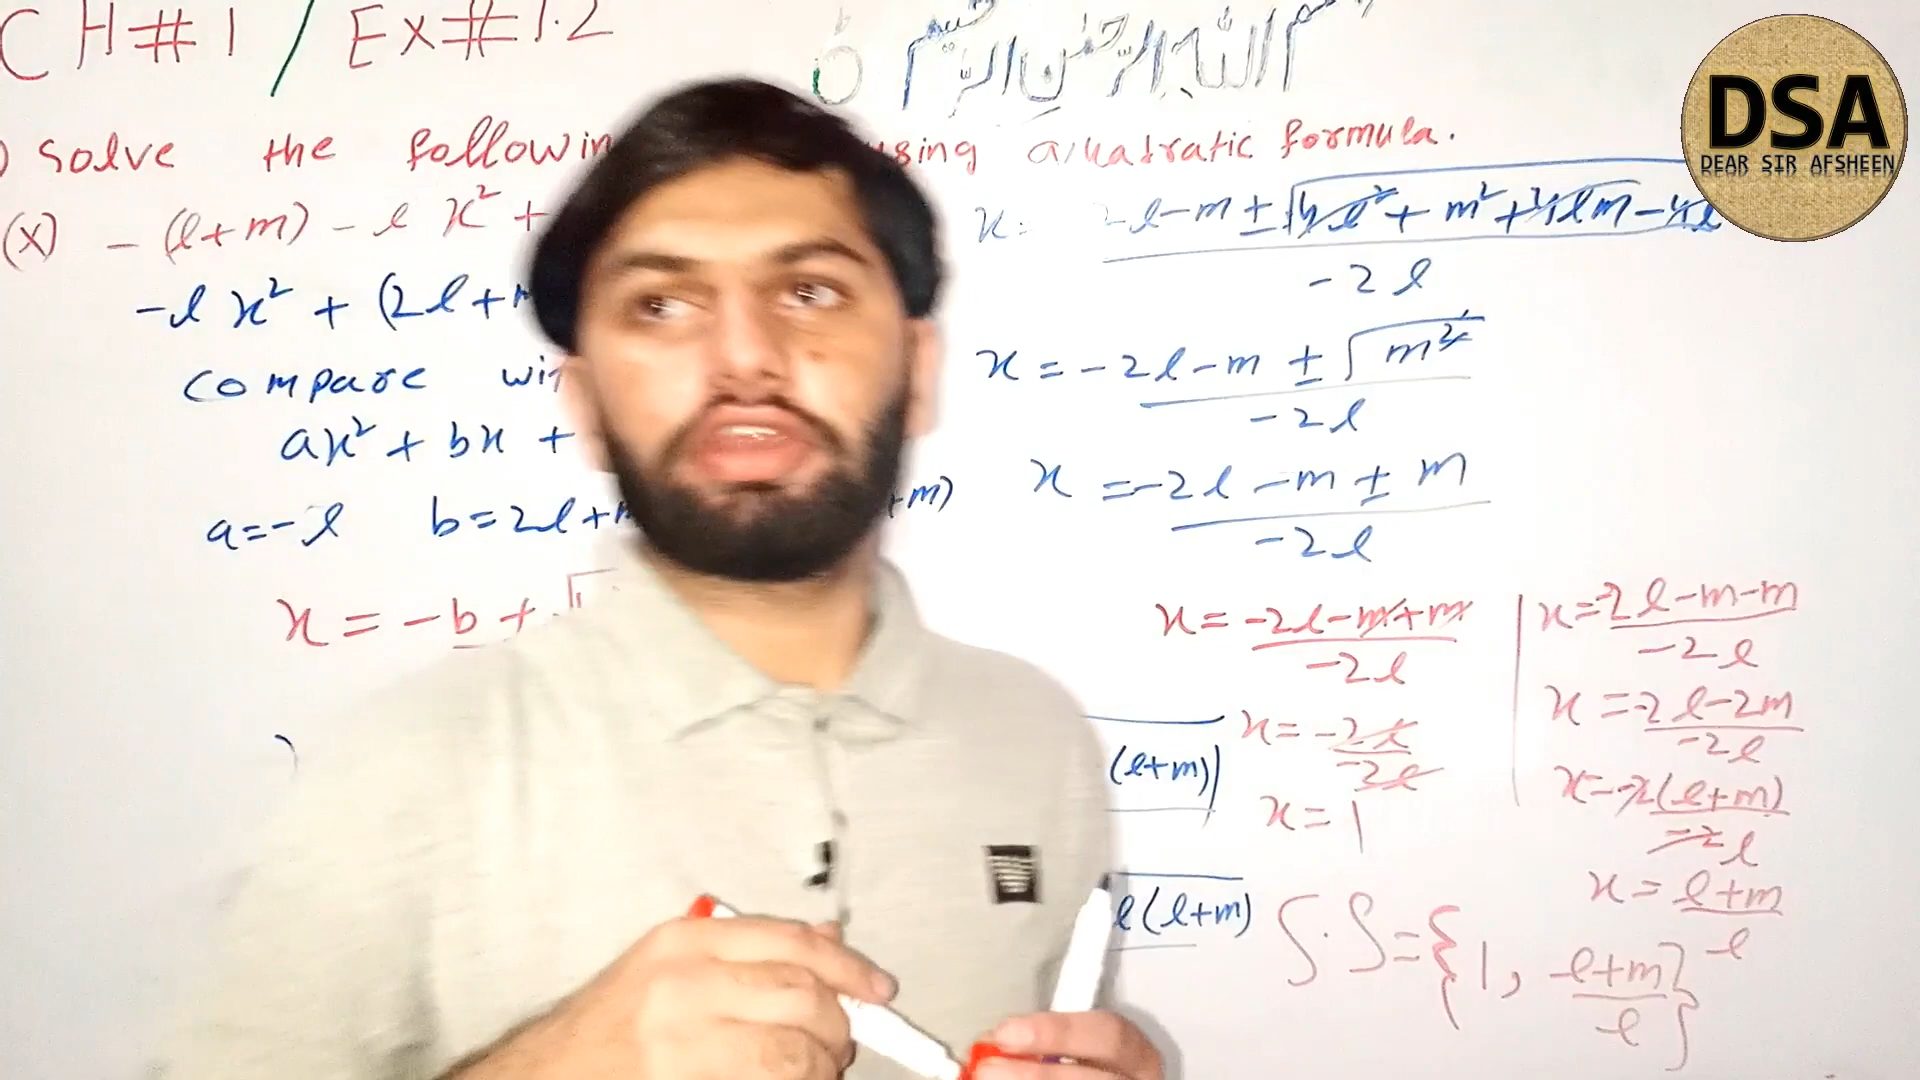 CH#1 / Ex#1.2
بسم الله الرحمن الرحيم
DSA
DEAR SIR AFSHEEN
) Solve the followin using Quadratic formula.
(x) -(l+m) - l x² +
-l x² + (2l+m
compare wit
ax² + bx +
a=-l b=2l+m +m)
x = -b +
x= -2l-m ± √4l² + m² + 4lm - 4l
-2l
x = -2l-m ± √m²
-2l
x = -2l-m ± m
-2l
x= -2l-m+m
-2l
x= -2l
-2l
x= 1
x=-2l-m-m
-2l
x=-2l-2m
-2l
x=-2(l+m)
-2l
x= l+m
l
(l+m)
l(l+m)
S.S={1, l+m
l}